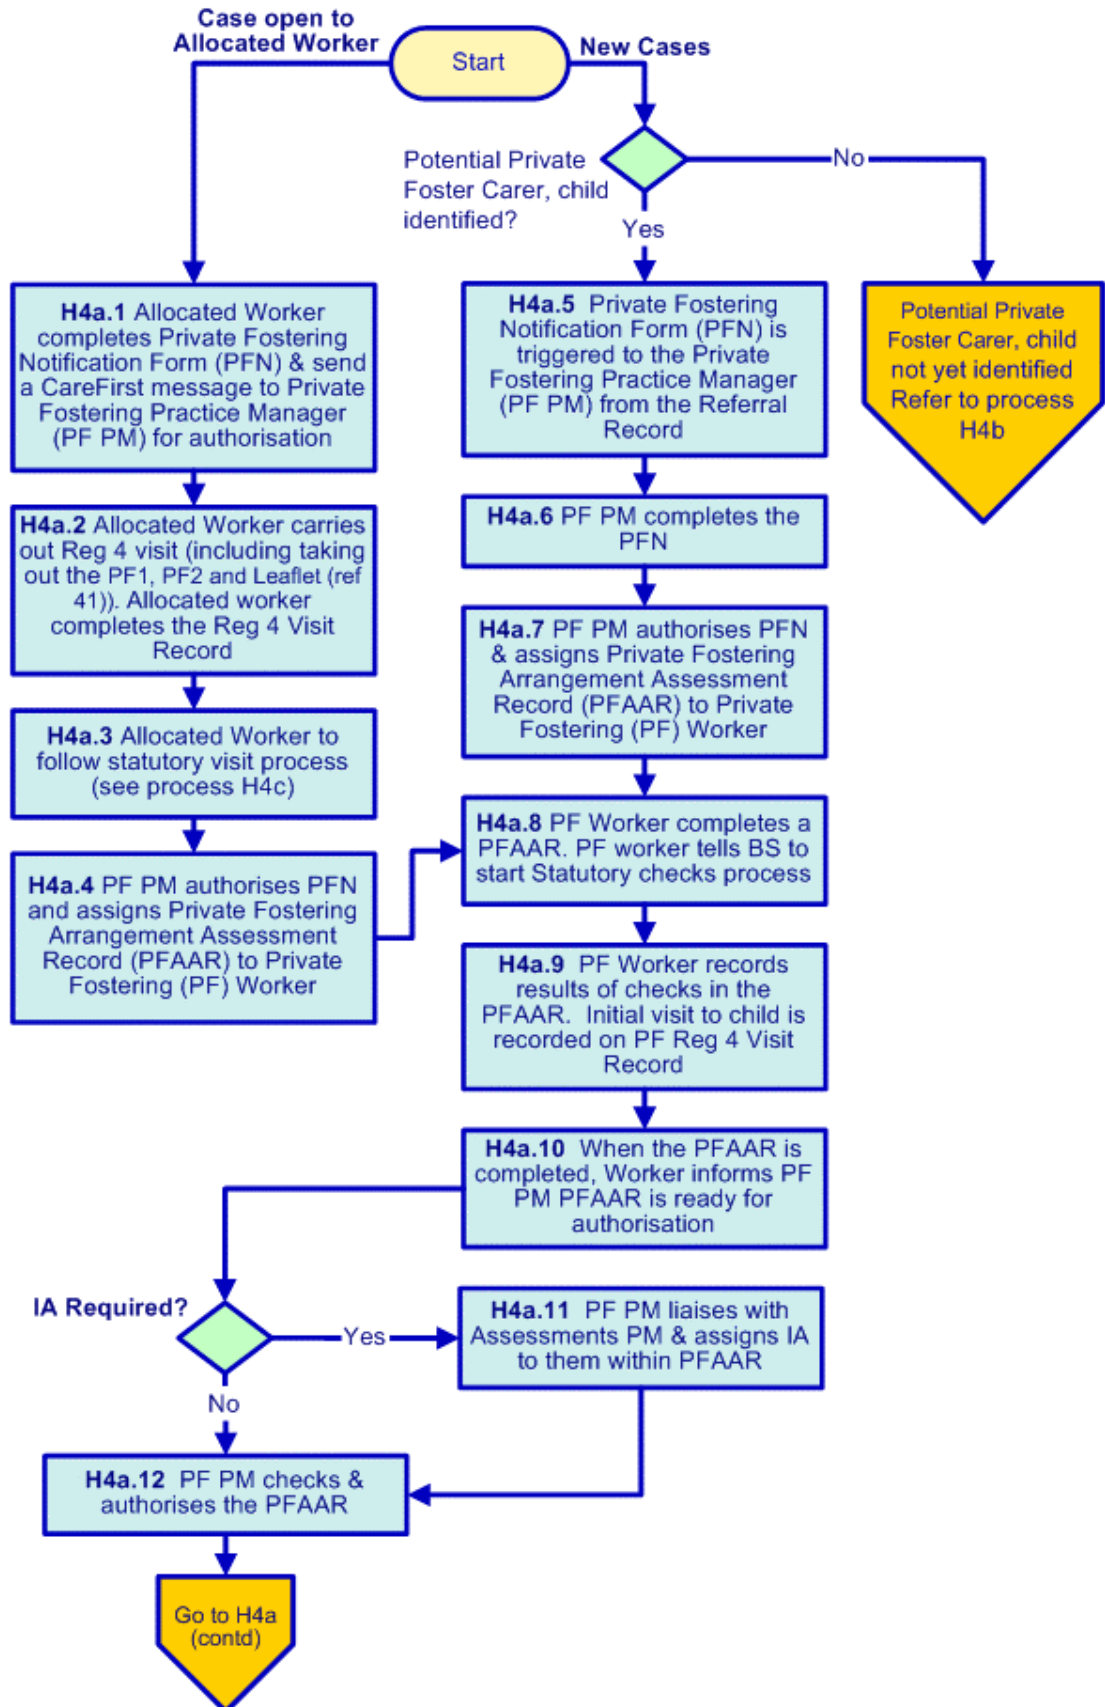 Case open to
Allocated Worker
Start
New Cases
Potential Private
Foster Carer, child
identified?
No
Yes
H4a.1 Allocated Worker
completes Private Fostering
Notification Form (PFN) & send
a CareFirst message to Private
Fostering Practice Manager
(PF PM) for authorisation
H4a.5 Private Fostering
Notification Form (PFN) is
triggered to the Private
Fostering Practice Manager
(PF PM) from the Referral
Record
Potential Private
Foster Carer, child
not yet identified
Refer to process
H4b
H4a.2 Allocated Worker carries
out Reg 4 visit (including taking
out the PF1, PF2 and Leaflet (ref
41)). Allocated worker
completes the Reg 4 Visit
Record
H4a.6 PF PM completes the
PFN
H4a.7 PF PM authorises PFN
& assigns Private Fostering
Arrangement Assessment
Record (PFAAR) to Private
Fostering (PF) Worker
H4a.3 Allocated Worker to
follow statutory visit process
(see process H4c)
H4a.8 PF Worker completes a
PFAAR. PF worker tells BS to
start Statutory checks process
H4a.4 PF PM authorises PFN
and assigns Private Fostering
Arrangement Assessment
Record (PFAAR) to Private
Fostering (PF) Worker
H4a.9 PF Worker records
results of checks in the
PFAAR. Initial visit to child is
recorded on PF Reg 4 Visit
Record
H4a.10 When the PFAAR is
completed, Worker informs PF
PM PFAAR is ready for
authorisation
IA Required?
Yes
H4a.11 PF PM liaises with
Assessments PM & assigns IA
to them within PFAAR
No
H4a.12 PF PM checks &
authorises the PFAAR
Go to H4a
(contd)